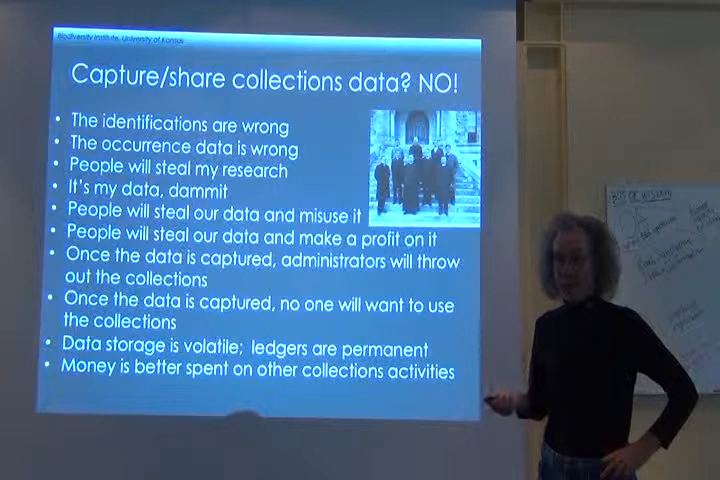 Biodiversity Institute, University of Kansas
Capture/share collections data? NO!
• The identifications are wrong
• The occurrence data is wrong
• People will steal my research
• It's my data, dammit
• People will steal our data and misuse it
• People will steal our data and make a profit on it
• Once the data is captured, administrators will throw
out the collections
• Once the data is captured, no one will want to use
the collections
• Data storage is volatile; ledgers are permanent
• Money is better spent on other collections activities